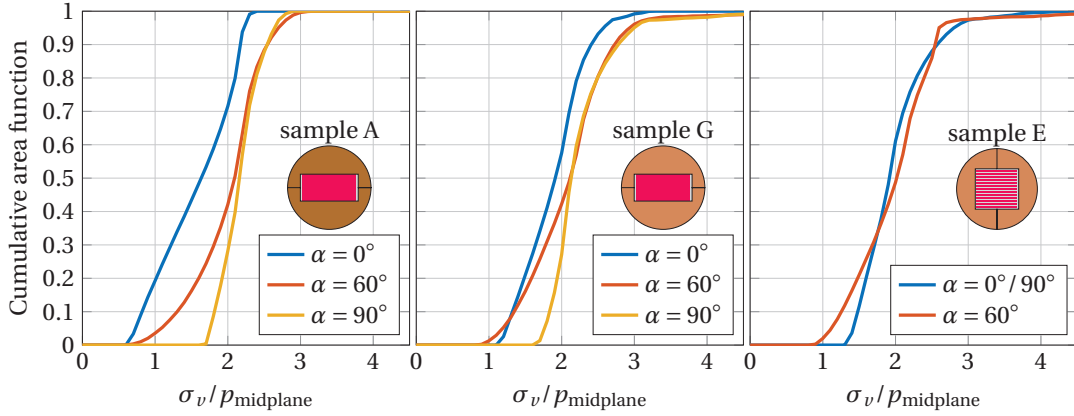 Cumulative area function
1
0.9
0.8
0.7
0.6
0.5
0.4
0.3
0.2
0.1
0
sample A
α = 0°
α = 60°
α = 90°
0 1 2 3 4
σ_v / p_midplane
sample G
α = 0°
α = 60°
α = 90°
0 1 2 3 4
σ_v / p_midplane
sample E
α = 0° / 90°
α = 60°
0 1 2 3 4
σ_v / p_midplane